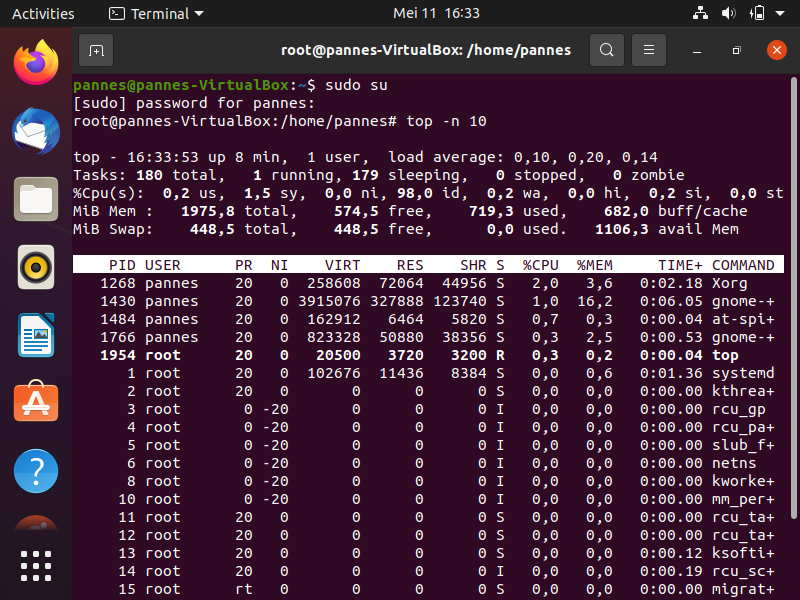 Activities Terminal Mei 11 16:33
root@pannes-VirtualBox: /home/pannes
pannes@pannes-VirtualBox:~$ sudo su
[sudo] password for pannes:
root@pannes-VirtualBox:/home/pannes# top -n 10
top - 16:33:53 up 8 min,  1 user,  load average: 0,10, 0,20, 0,14
Tasks: 180 total,   1 running, 179 sleeping,   0 stopped,   0 zombie
%Cpu(s):  0,2 us,  1,5 sy,  0,0 ni, 98,0 id,  0,2 wa,  0,0 hi,  0,2 si,  0,0 st
MiB Mem :   1975,8 total,    574,5 free,    719,3 used,    682,0 buff/cache
MiB Swap:    448,5 total,    448,5 free,      0,0 used.   1106,3 avail Mem
PID USER      PR  NI    VIRT    RES    SHR S  %CPU  %MEM     TIME+ COMMAND
1268 pannes    20   0  258608  72064  44956 S   2,0   3,6   0:02.18 Xorg
1430 pannes    20   0 3915076 327888 123740 S   1,0  16,2   0:06.05 gnome-+
1484 pannes    20   0  162912   6464   5820 S   0,7   0,3   0:00.04 at-spi+
1766 pannes    20   0  823328  50880  38356 S   0,3   2,5   0:00.53 gnome-+
1954 root      20   0   20500   3720   3200 R   0,3   0,2   0:00.04 top
1 root      20   0  102676  11436   8384 S   0,0   0,6   0:01.36 systemd
2 root      20   0       0      0      0 S   0,0   0,0   0:00.00 kthrea+
3 root       0 -20       0      0      0 I   0,0   0,0   0:00.00 rcu_gp
4 root       0 -20       0      0      0 I   0,0   0,0   0:00.00 rcu_pa+
5 root       0 -20       0      0      0 I   0,0   0,0   0:00.00 slub_f+
6 root       0 -20       0      0      0 I   0,0   0,0   0:00.00 netns
8 root       0 -20       0      0      0 I   0,0   0,0   0:00.00 kworke+
10 root       0 -20       0      0      0 I   0,0   0,0   0:00.00 mm_per+
11 root      20   0       0      0      0 S   0,0   0,0   0:00.00 rcu_ta+
12 root      20   0       0      0      0 S   0,0   0,0   0:00.00 rcu_ta+
13 root      20   0       0      0      0 S   0,0   0,0   0:00.12 ksofti+
14 root      20   0       0      0      0 I   0,0   0,0   0:00.19 rcu_sc+
15 root      rt   0       0      0      0 S   0,0   0,0   0:00.00 migrat+